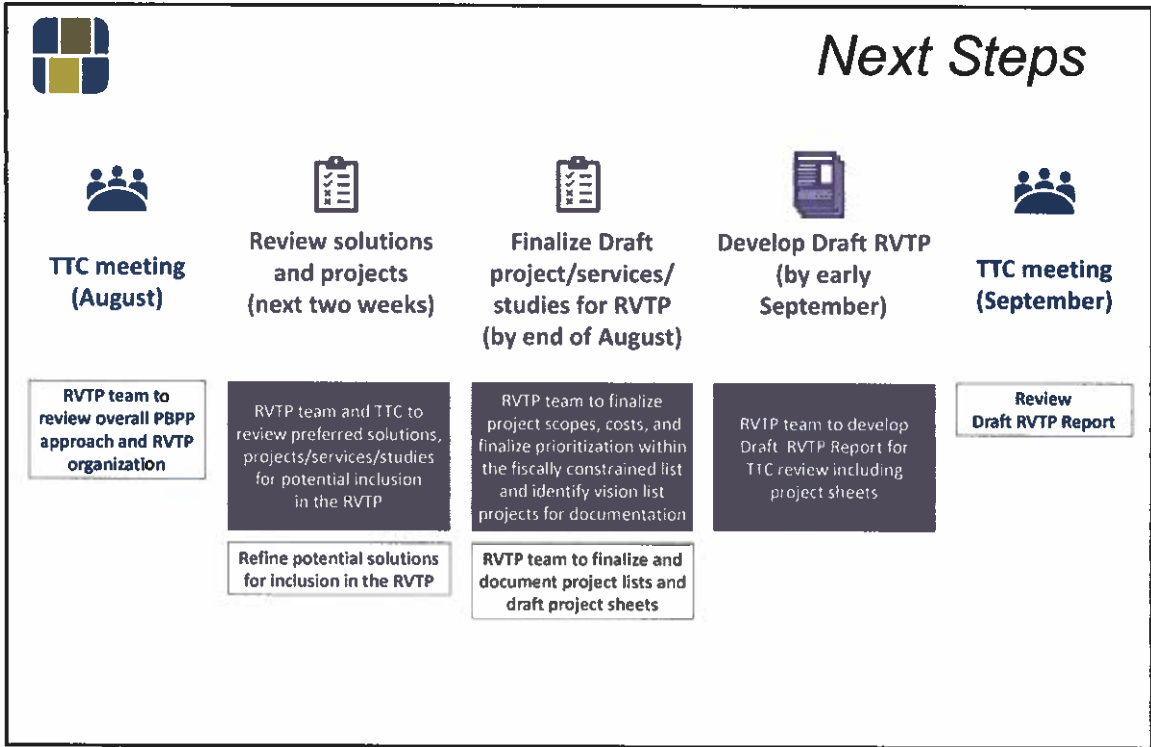 Next Steps
TTC meeting
(August)
RVTP team to
review overall PBPP
approach and RVTP
organization
Review solutions
and projects
(next two weeks)
RVTP team and TTC to
review preferred solutions,
projects/services/studies
for potential inclusion
in the RVTP
Refine potential solutions
for inclusion in the RVTP
Finalize Draft
project/services/
studies for RVTP
(by end of August)
RVTP team to finalize
project scopes, costs, and
finalize prioritization within
the fiscally constrained list
and identify vision list
projects for documentation
RVTP team to finalize and
document project lists and
draft project sheets
Develop Draft RVTP
(by early
September)
RVTP team to develop
Draft RVTP Report for
TTC review including
project sheets
TTC meeting
(September)
Review
Draft RVTP Report